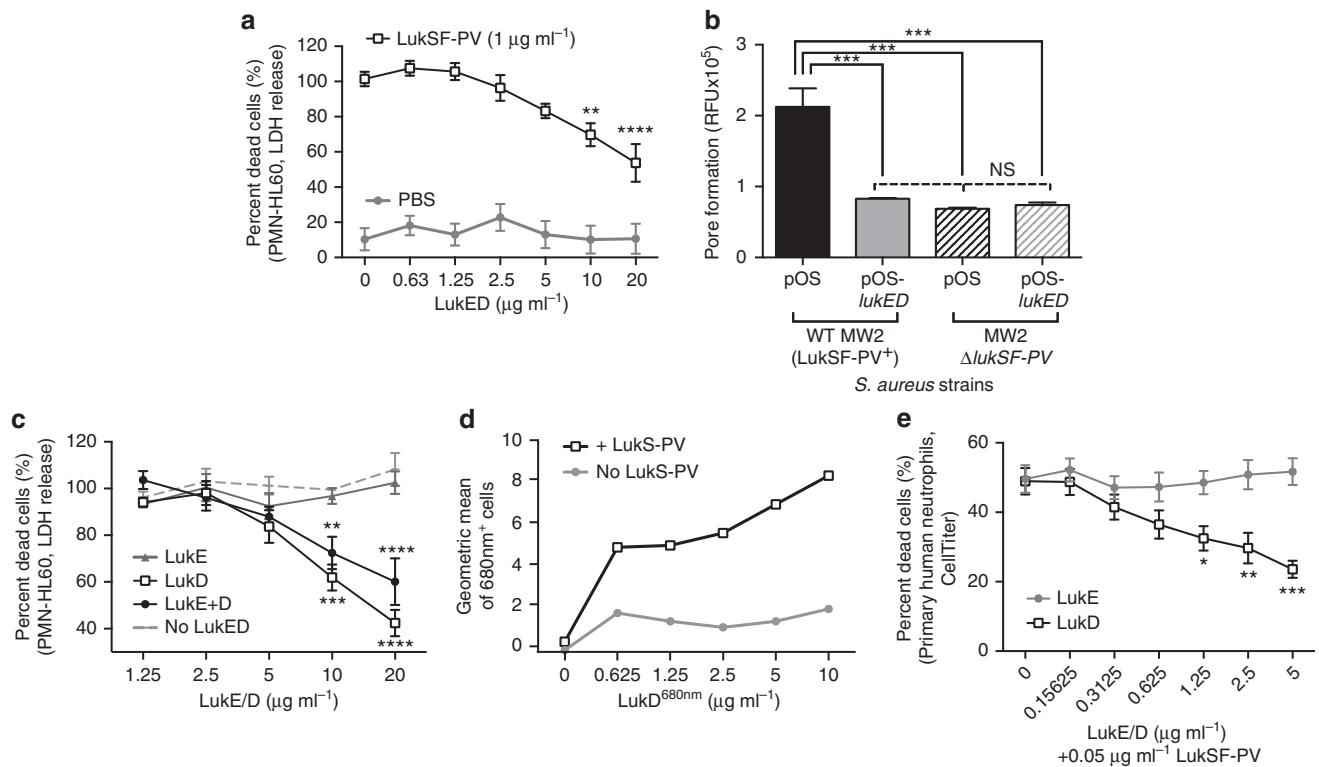 a
LukSF-PV (1 μg ml⁻¹)
Percent dead cells (%)
(PMN-HL60, LDH release)
120
100
80
60
40
20
0
**
****
PBS
0 0.63 1.25 2.5 5 10 20
LukED (μg ml⁻¹)
b
Pore formation (RFUx10⁵)
3
2
1
0
***
***
***
NS
pOS pOS-lukED pOS pOS-lukED
WT MW2
(LukSF-PV⁺)
MW2
ΔlukSF-PV
S. aureus strains
c
Percent dead cells (%)
(PMN-HL60, LDH release)
120
100
80
60
40
LukE
LukD
LukE+D
No LukED
**
***
****
****
1.25 2.5 5 10 20
LukE/D (μg ml⁻¹)
d
Geometric mean
of 680nm⁺ cells
10
8
6
4
2
0
+ LukS-PV
No LukS-PV
0 0.625 1.25 2.5 5 10
LukD⁶⁸⁰ⁿᵐ (μg ml⁻¹)
e
Percent dead cells (%)
(Primary human neutrophils,
CellTiter)
60
40
20
0
LukE
LukD
*
**
***
0 0.15625 0.3125 0.625 1.25 2.5 5
LukE/D (μg ml⁻¹)
+0.05 μg ml⁻¹ LukSF-PV